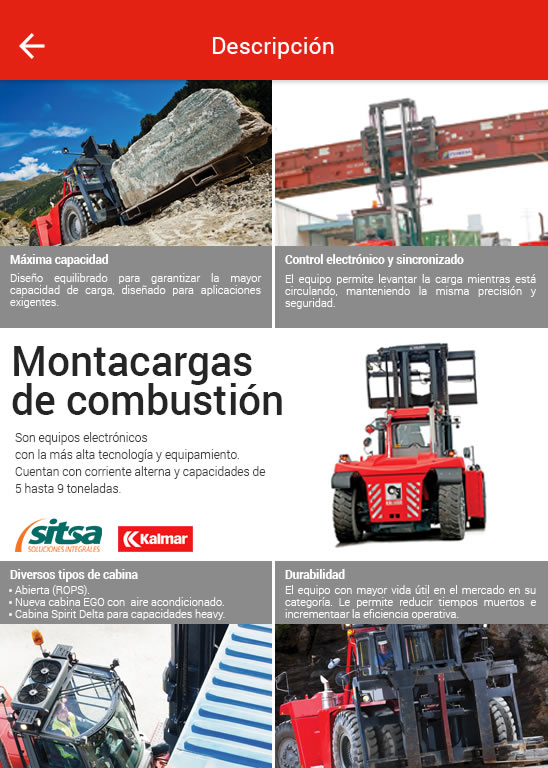 Descripción
Máxima capacidad
Diseño equilibrado para garantizar la mayor
capacidad de carga, diseñado para aplicaciones
exigentes.
Control electrónico y sincronizado
El equipo permite levantar la carga mientras está
circulando, manteniendo la misma precisión y
seguridad.
Montacargas
de combustión
Son equipos electrónicos
con la más alta tecnología y equipamiento.
Cuentan con corriente alterna y capacidades de
5 hasta 9 toneladas.
sitsa
SOLUCIONES INTEGRALES
Kalmar
Diversos tipos de cabina
▪ Abierta (ROPS).
▪ Nueva cabina EGO con aire acondicionado.
▪ Cabina Spirit Delta para capacidades heavy.
Durabilidad
El equipo con mayor vida útil en el mercado en su
categoría. Le permite reducir tiempos muertos e
incrementaar la eficiencia operativa.